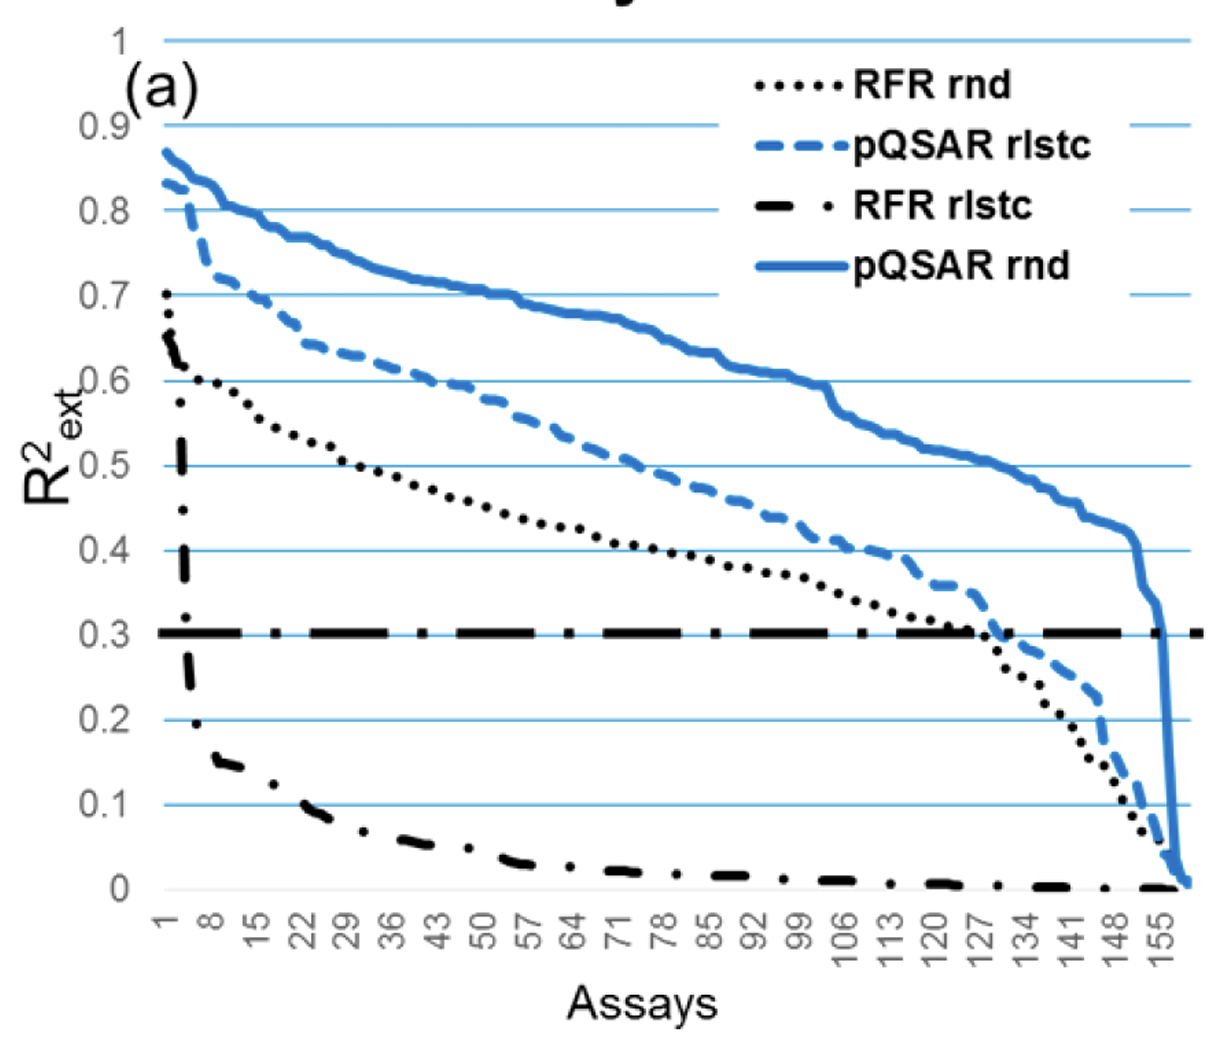 1
(a)
0.9
0.8
0.7
0.6
0.5
0.4
0.3
0.2
0.1
0
R²ext
RFR rnd
pQSAR rlstc
RFR rlstc
pQSAR rnd
1 8 15 22 29 36 43 50 57 64 71 78 85 92 99 106 113 120 127 134 141 148 155
Assays